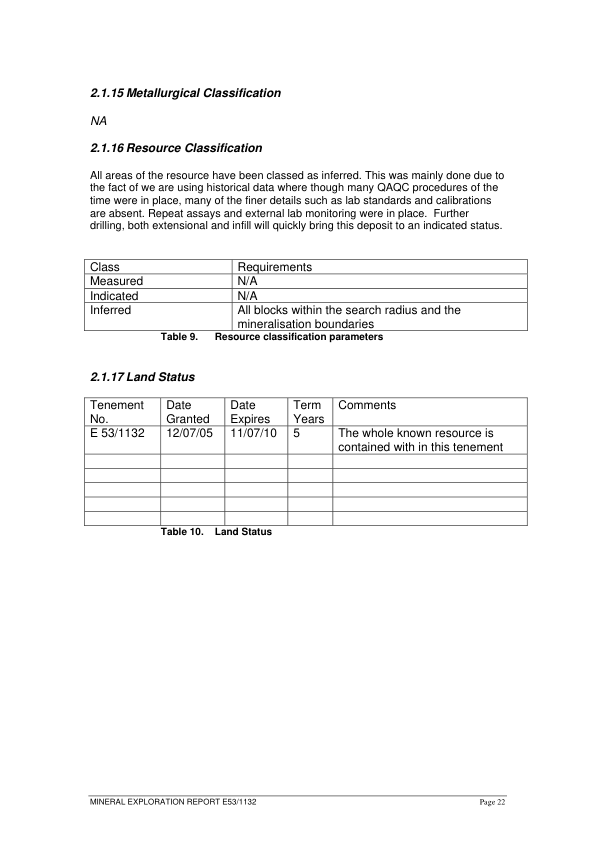 2.1.15 Metallurgical Classification
NA
2.1.16 Resource Classification
All areas of the resource have been classed as inferred. This was mainly done due to
the fact of we are using historical data where though many QAQC procedures of the
time were in place, many of the finer details such as lab standards and calibrations
are absent. Repeat assays and external lab monitoring were in place.  Further
drilling, both extensional and infill will quickly bring this deposit to an indicated status.
Class Requirements
Measured N/A
Indicated N/A
Inferred All blocks within the search radius and the
mineralisation boundaries
Table 9. Resource classification parameters
2.1.17 Land Status
Tenement Date Date Term Comments
No. Granted Expires Years
E 53/1132 12/07/05 11/07/10 5 The whole known resource is
contained with in this tenement
Table 10. Land Status
MINERAL EXPLORATION REPORT E53/1132 Page 22